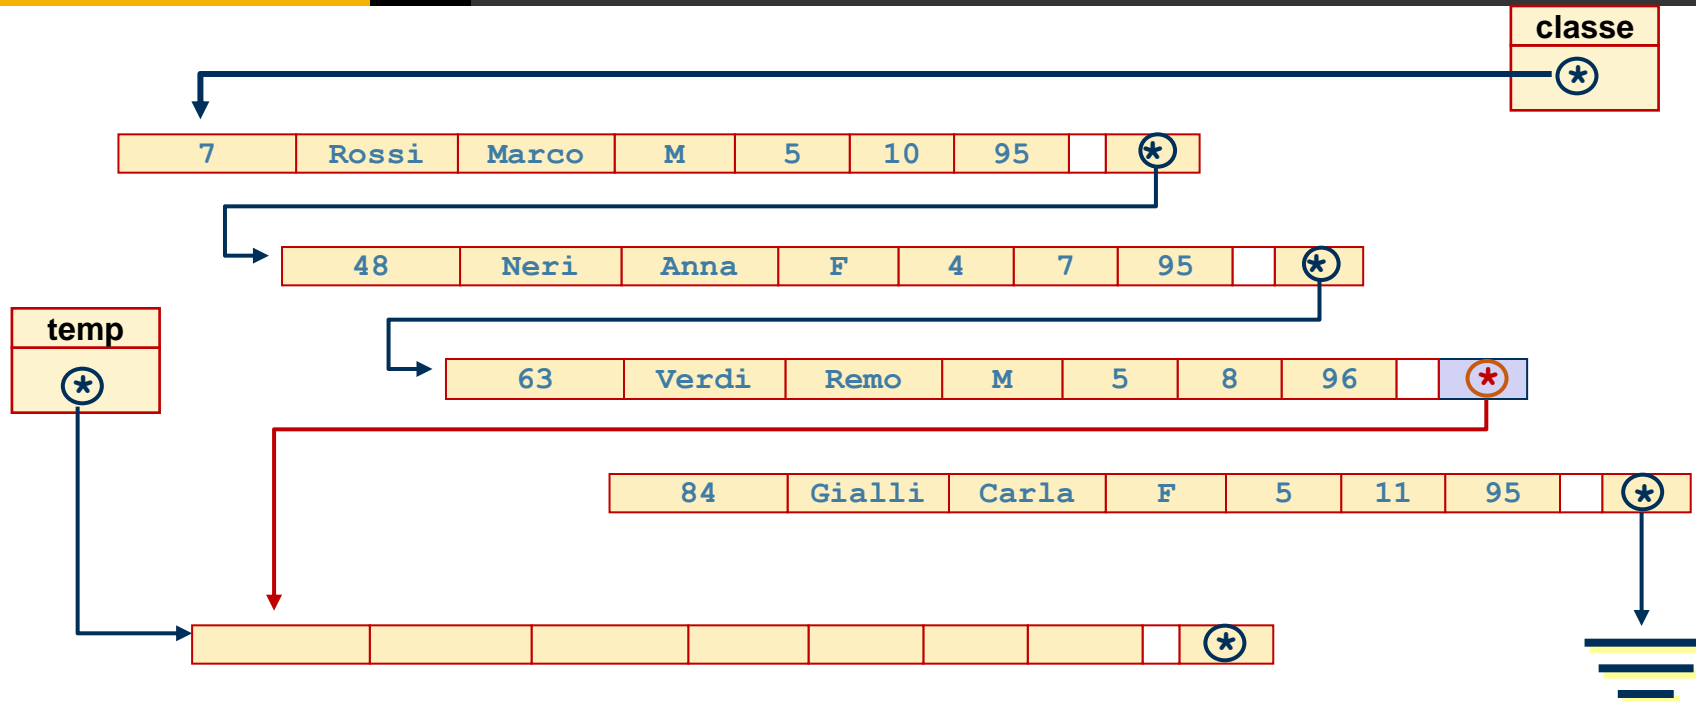 classe
*
7 Rossi Marco M 5 10 95 *
48 Neri Anna F 4 7 95 *
temp
*
63 Verdi Remo M 5 8 96 *
84 Gialli Carla F 5 11 95 *
*